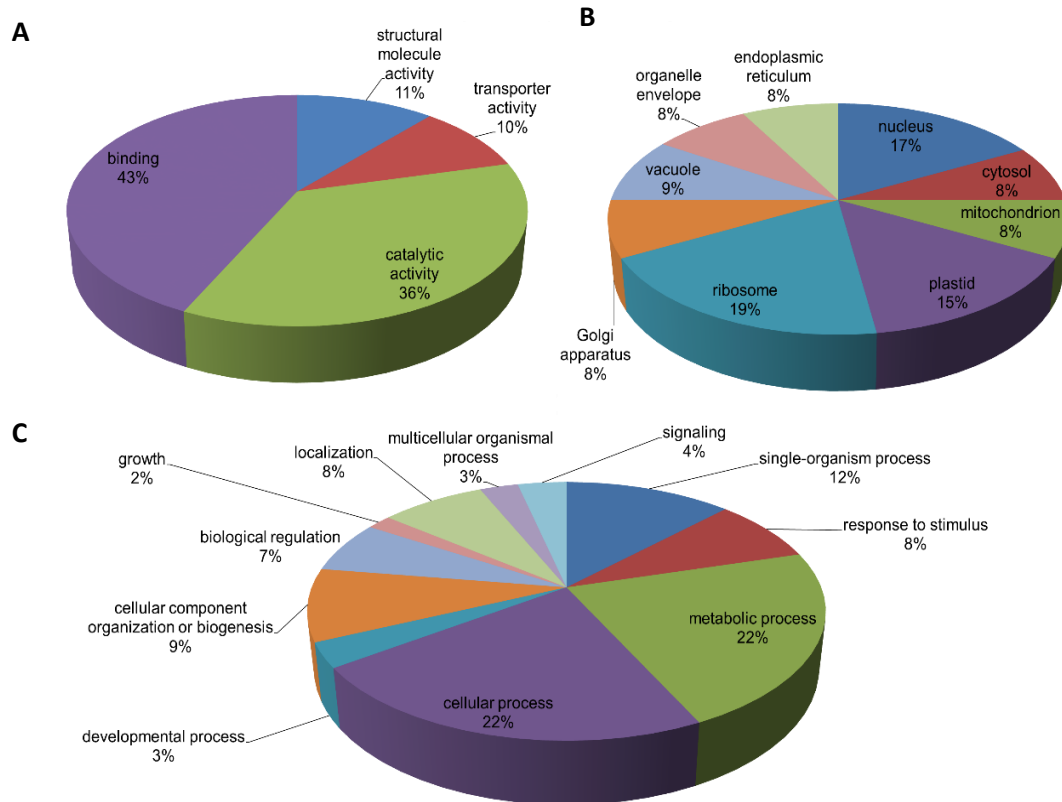 A
structural
molecule
activity
11%
transporter
activity
10%
binding
43%
catalytic
activity
36%
B
endoplasmic
reticulum
8%
organelle
envelope
8%
nucleus
17%
vacuole
9%
cytosol
8%
mitochondrion
8%
plastid
15%
ribosome
19%
Golgi
apparatus
8%
C
growth
2%
localization
8%
multicellular organismal
process
3%
signaling
4%
single-organism process
12%
response to stimulus
8%
biological regulation
7%
metabolic process
22%
cellular component
organization or biogenesis
9%
cellular process
22%
developmental process
3%